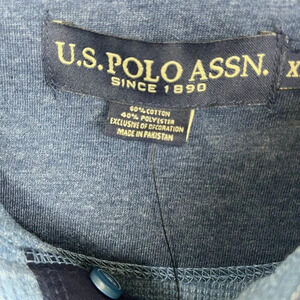 U.S. POLO ASSN.
SINCE 1890
X
60% COTTON
40% POLYESTER
EXCLUSIVE OF DECORATION
MADE IN PAKISTAN